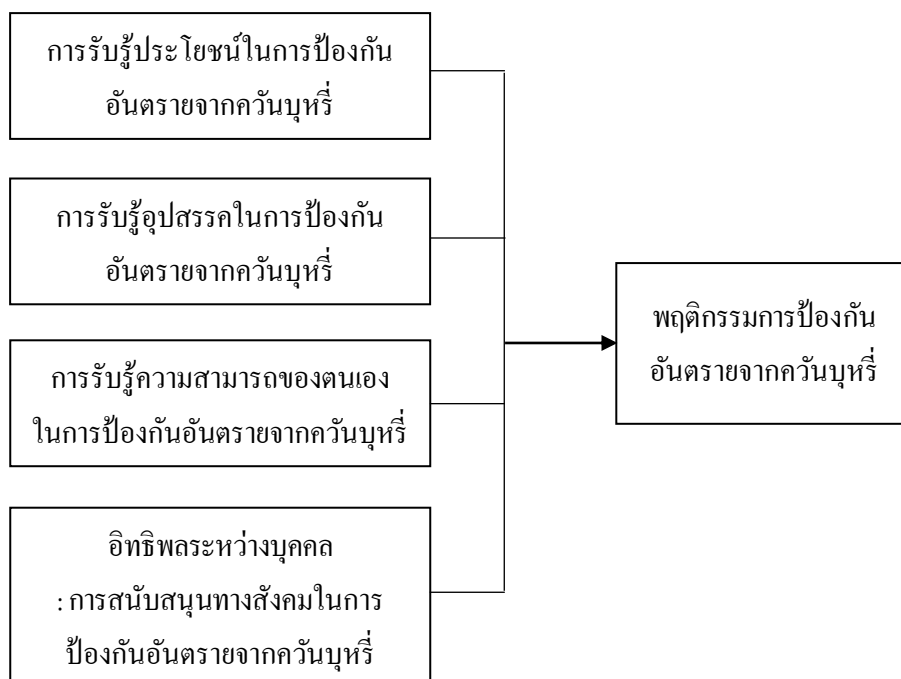 การรับรู้ประโยชน์ในการป้องกัน
อันตรายจากควันบุหรี่
การรับรู้อุปสรรคในการป้องกัน
อันตรายจากควันบุหรี่
การรับรู้ความสามารถของตนเอง
ในการป้องกันอันตรายจากควันบุหรี่
อิทธิพลระหว่างบุคคล
: การสนับสนุนทางสังคมในการ
ป้องกันอันตรายจากควันบุหรี่
พฤติกรรมการป้องกัน
อันตรายจากควันบุหรี่